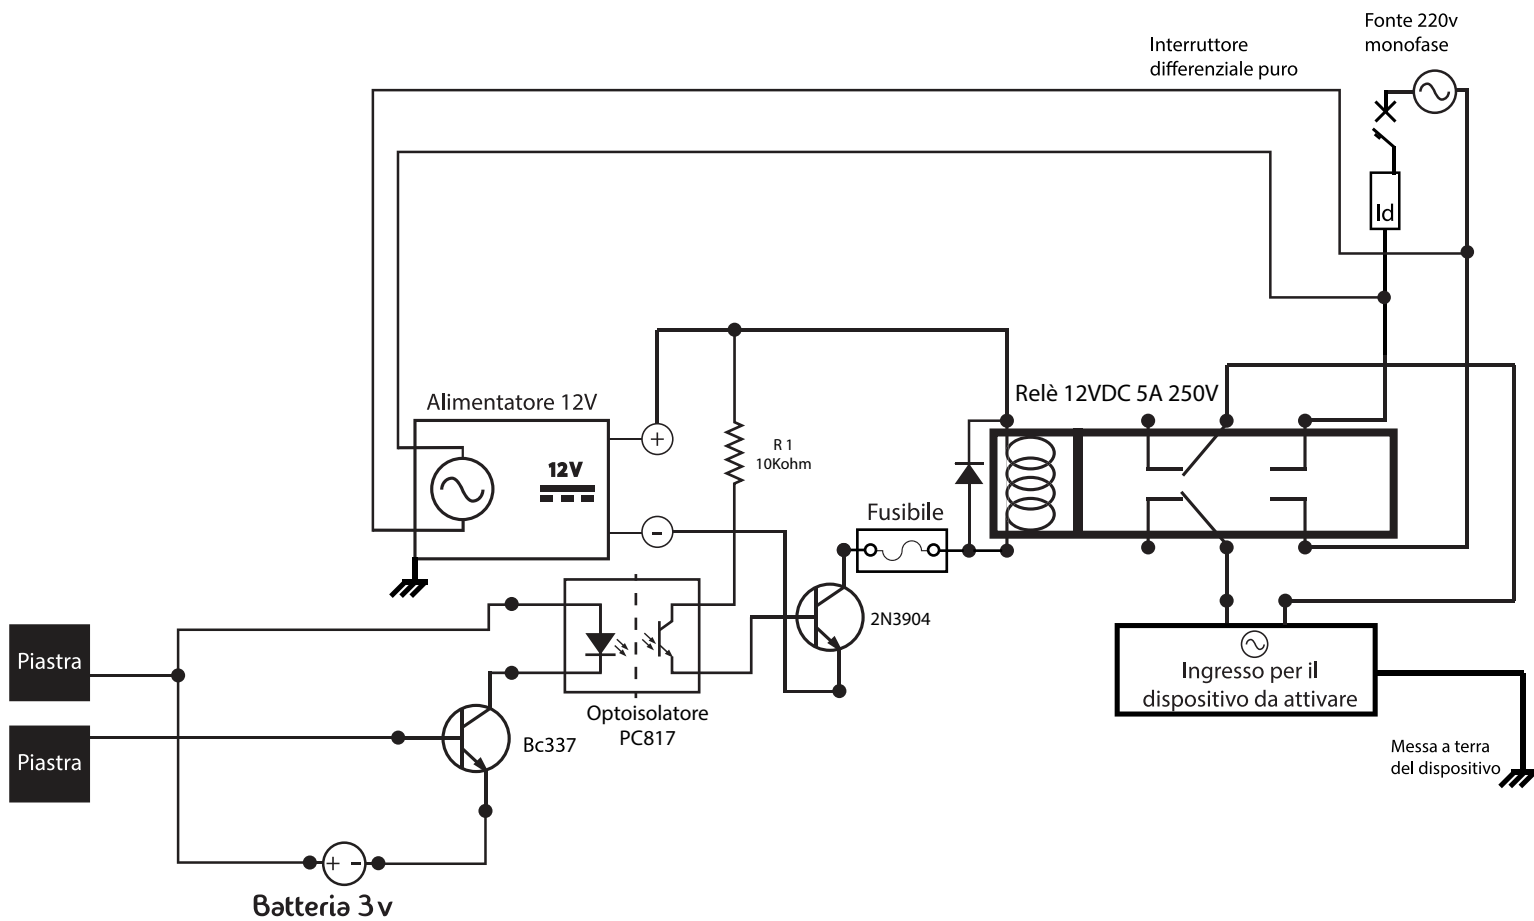 Fonte 220v
monofase
Interruttore
differenziale puro
Id
Relè 12VDC 5A 250V
Alimentatore 12V
12V
+
-
R 1
10Kohm
Fusibile
2N3904
Optoisolatore
PC817
Bc337
Piastra
Piastra
+ -
Batteria 3v
Ingresso per il
dispositivo da attivare
Messa a terra
del dispositivo